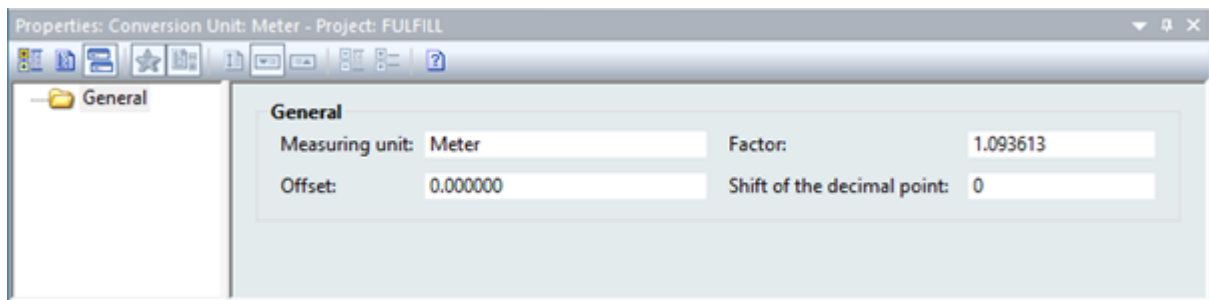 Properties: Conversion Unit: Meter - Project: FULFILL
General
General
Measuring unit: Meter Factor: 1.093613
Offset: 0.000000 Shift of the decimal point: 0